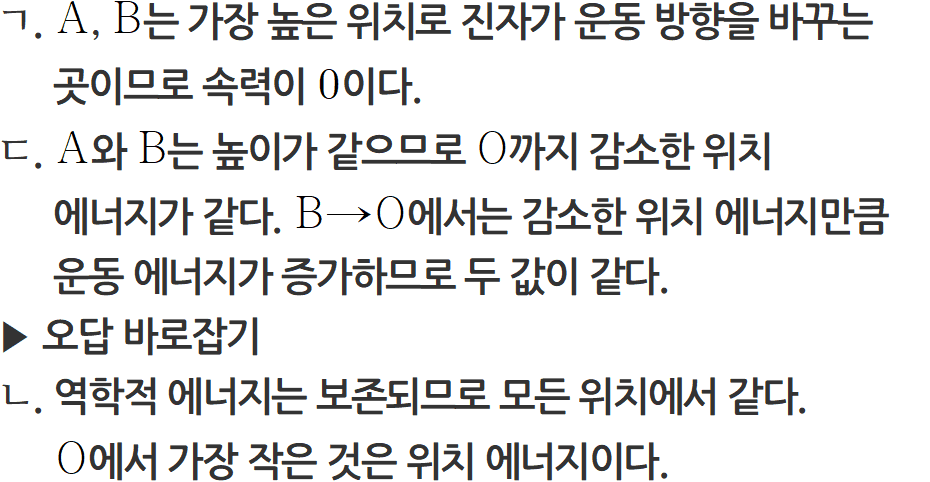 ㄱ. A, B는 가장 높은 위치로 진자가 운동 방향을 바꾸는
곳이므로 속력이 0이다.
ㄷ. A와 B는 높이가 같으므로 O까지 감소한 위치
에너지가 같다. B→O에서는 감소한 위치 에너지만큼
운동 에너지가 증가하므로 두 값이 같다.
▶ 오답 바로잡기
ㄴ. 역학적 에너지는 보존되므로 모든 위치에서 같다.
O에서 가장 작은 것은 위치 에너지이다.